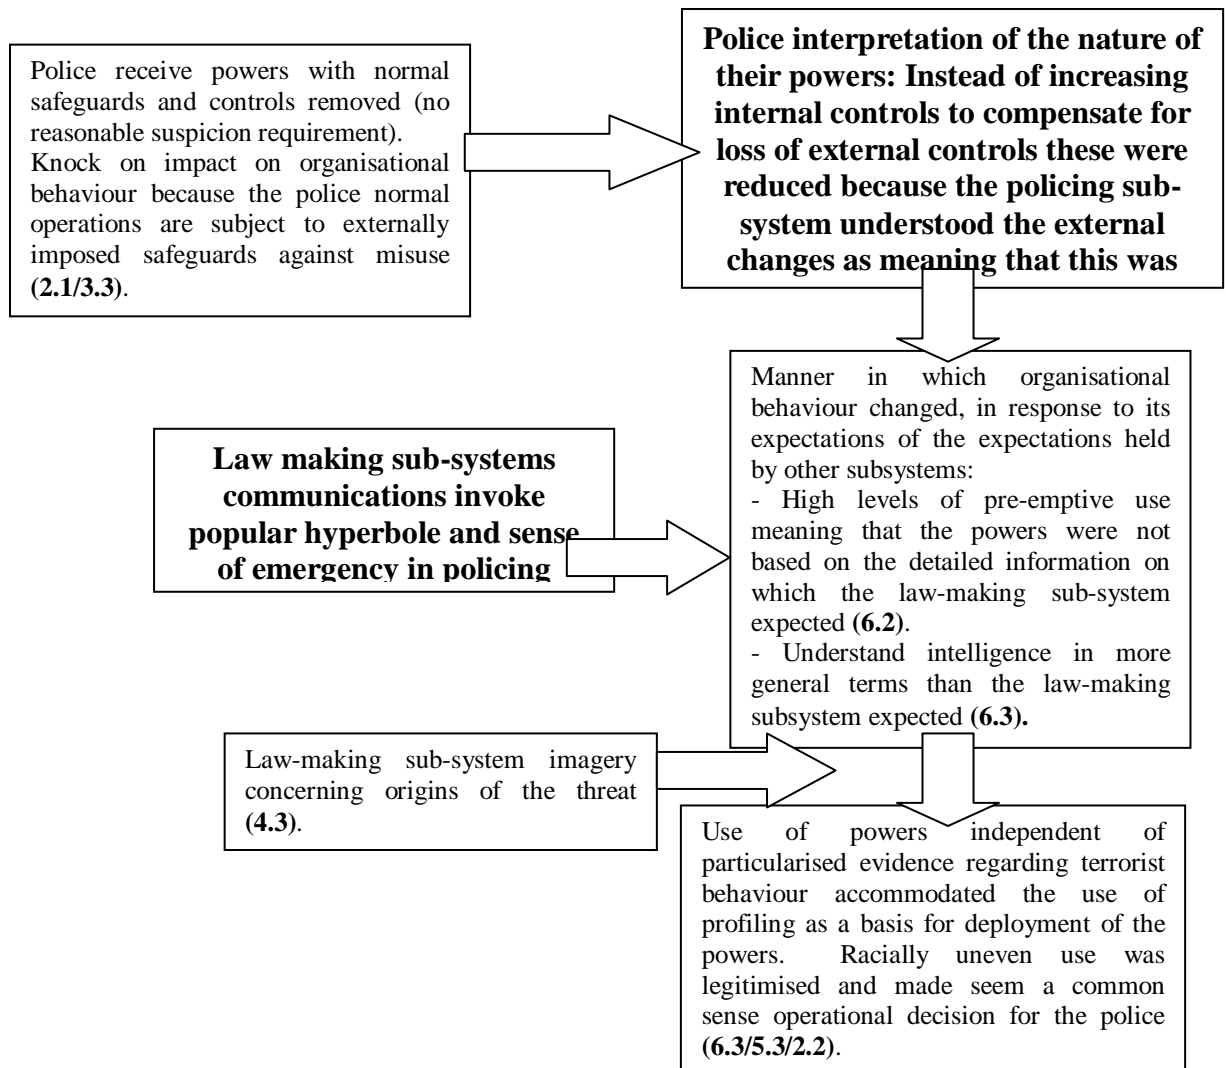 Police receive powers with normal
safeguards and controls removed (no
reasonable suspicion requirement).
Knock on impact on organisational
behaviour because the police normal
operations are subject to externally
imposed safeguards against misuse
(2.1/3.3).
Police interpretation of the nature of
their powers: Instead of increasing
internal controls to compensate for
loss of external controls these were
reduced because the policing sub-
system understood the external
changes as meaning that this was
Law making sub-systems
communications invoke
popular hyperbole and sense
of emergency in policing
Manner in which organisational
behaviour changed, in response to its
expectations of the expectations held
by other subsystems:
- High levels of pre-emptive use
meaning that the powers were not
based on the detailed information on
which the law-making sub-system
expected (6.2).
- Understand intelligence in more
general terms than the law-making
subsystem expected (6.3).
Law-making sub-system imagery
concerning origins of the threat
(4.3).
Use of powers independent of
particularised evidence regarding terrorist
behaviour accommodated the use of
profiling as a basis for deployment of the
powers. Racially uneven use was
legitimised and made seem a common
sense operational decision for the police
(6.3/5.3/2.2).